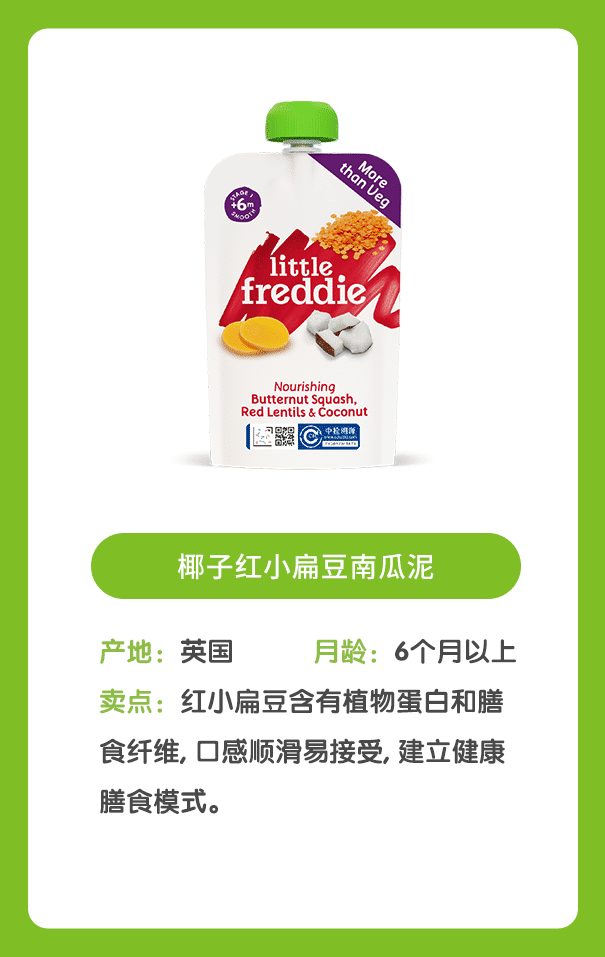 More
than Veg
STAGE 1
+6m
SMOOTH
little
freddie
Nourishing
Butternut Squash,
Red Lentils & Coconut
中检溯源
椰子红小扁豆南瓜泥
产地：英国 月龄：6个月以上
卖点：红小扁豆含有植物蛋白和膳
食纤维, 口感顺滑易接受, 建立健康
膳食模式。